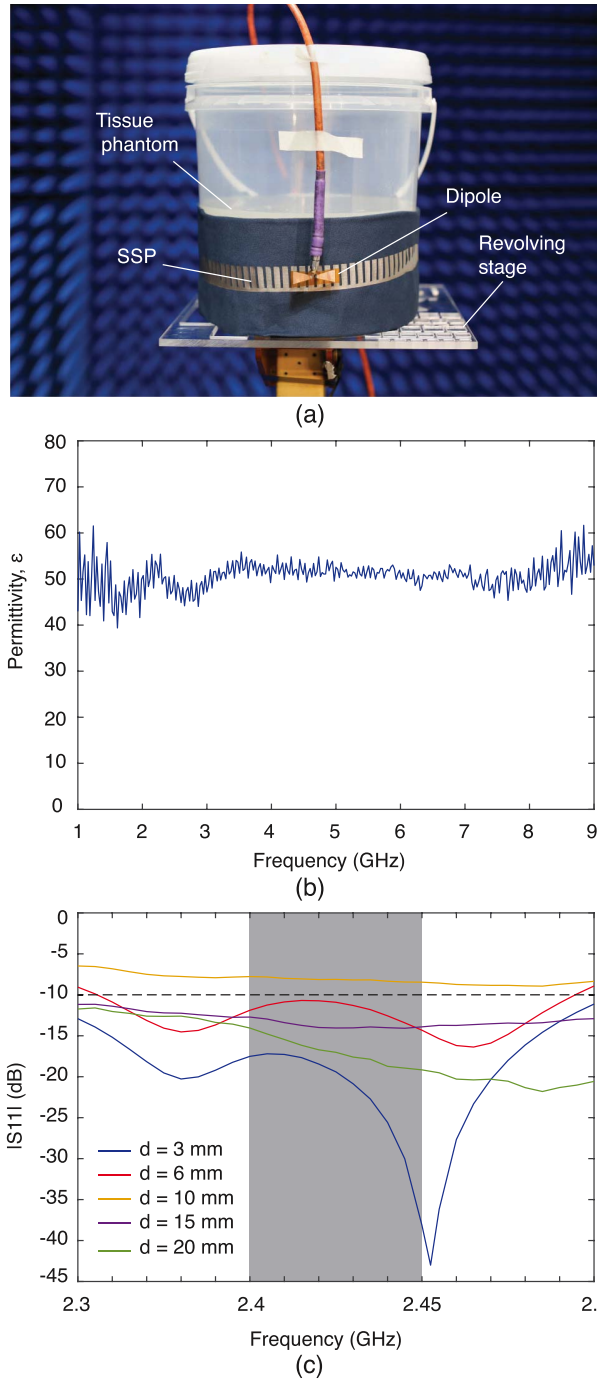 Tissue
phantom
Dipole
SSP
Revolving
stage
(a)
80
70
60
50
40
30
20
10
0
Permittivity, ε
1 2 3 4 5 6 7 8 9
Frequency (GHz)
(b)
0
-5
-10
-15
-20
-25
-30
-35
-40
-45
|S11| (dB)
d = 3 mm
d = 6 mm
d = 10 mm
d = 15 mm
d = 20 mm
2.3 2.4 2.45 2.
Frequency (GHz)
(c)